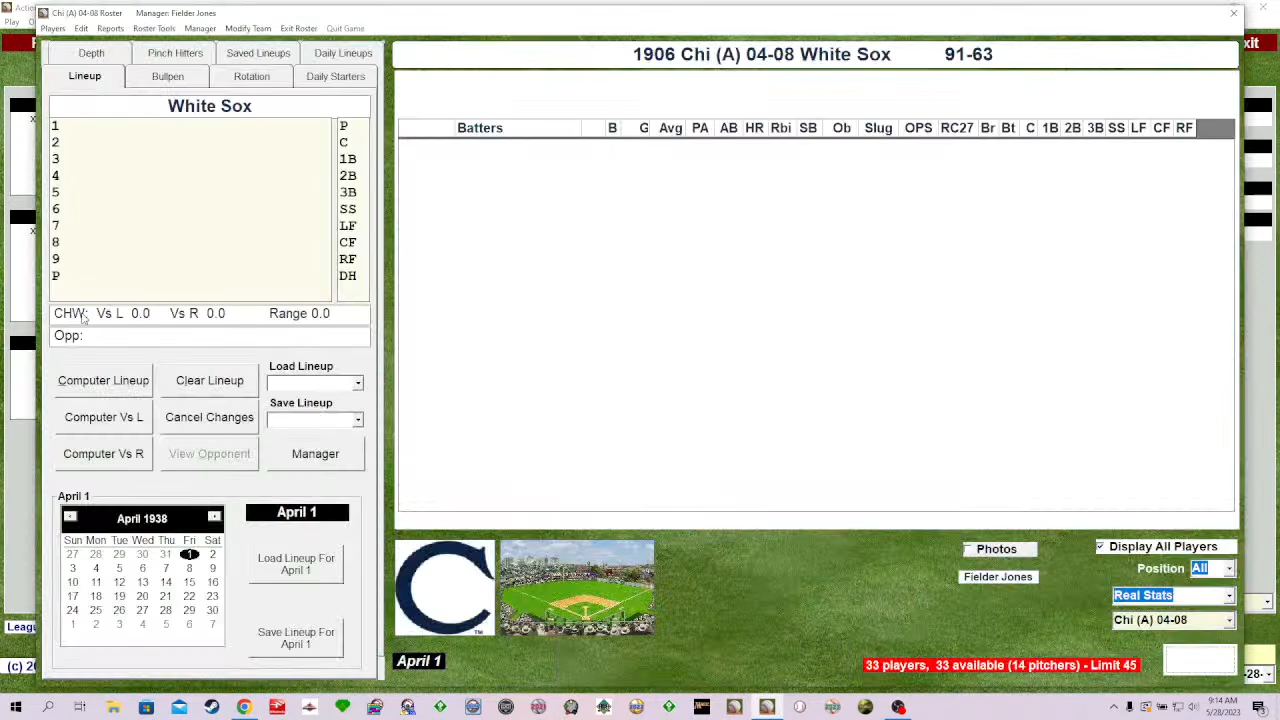 Chi (A) 04-08 Roster Manager: Fielder Jones
Players Edit Reports Roster Tools Manager Modify Team Exit Roster Quit Game
Depth Pinch Hitters Saved Lineups Daily Lineups
Lineup Bullpen Rotation Daily Starters
1906 Chi (A) 04-08 White Sox 91-63
White Sox
1 P
2 C
3 1B
4 2B
5 3B
6 SS
7 LF
8 CF
9 RF
P DH
Batters B G Avg PA AB HR Rbi SB Ob Slug OPS RC27 Br Bt C 1B 2B 3B SS LF CF RF
CHW: Vs L 0.0 Vs R 0.0 Range 0.0
Opp:
Computer Lineup Clear Lineup Load Lineup
Save Lineup
Computer Vs L Cancel Changes
Computer Vs R View Opponent Manager
April 1
April 1938
Sun Mon Tue Wed Thu Fri Sat
27 28 29 30 31 1 2
3 4 5 6 7 8 9
10 11 12 13 14 15 16
17 18 19 20 21 22 23
24 25 26 27 28 29 30
1 2 3 4 5 6 7
April 1
Load Lineup For
April 1
Save Lineup For
April 1
C
Photos
Fielder Jones
Display All Players
Position All
Real Stats
Chi (A) 04-08
April 1
33 players, 33 available (14 pitchers) - Limit 45
Play
xit
Leagu
(c) 20
-28-
9:14 AM
5/28/2023